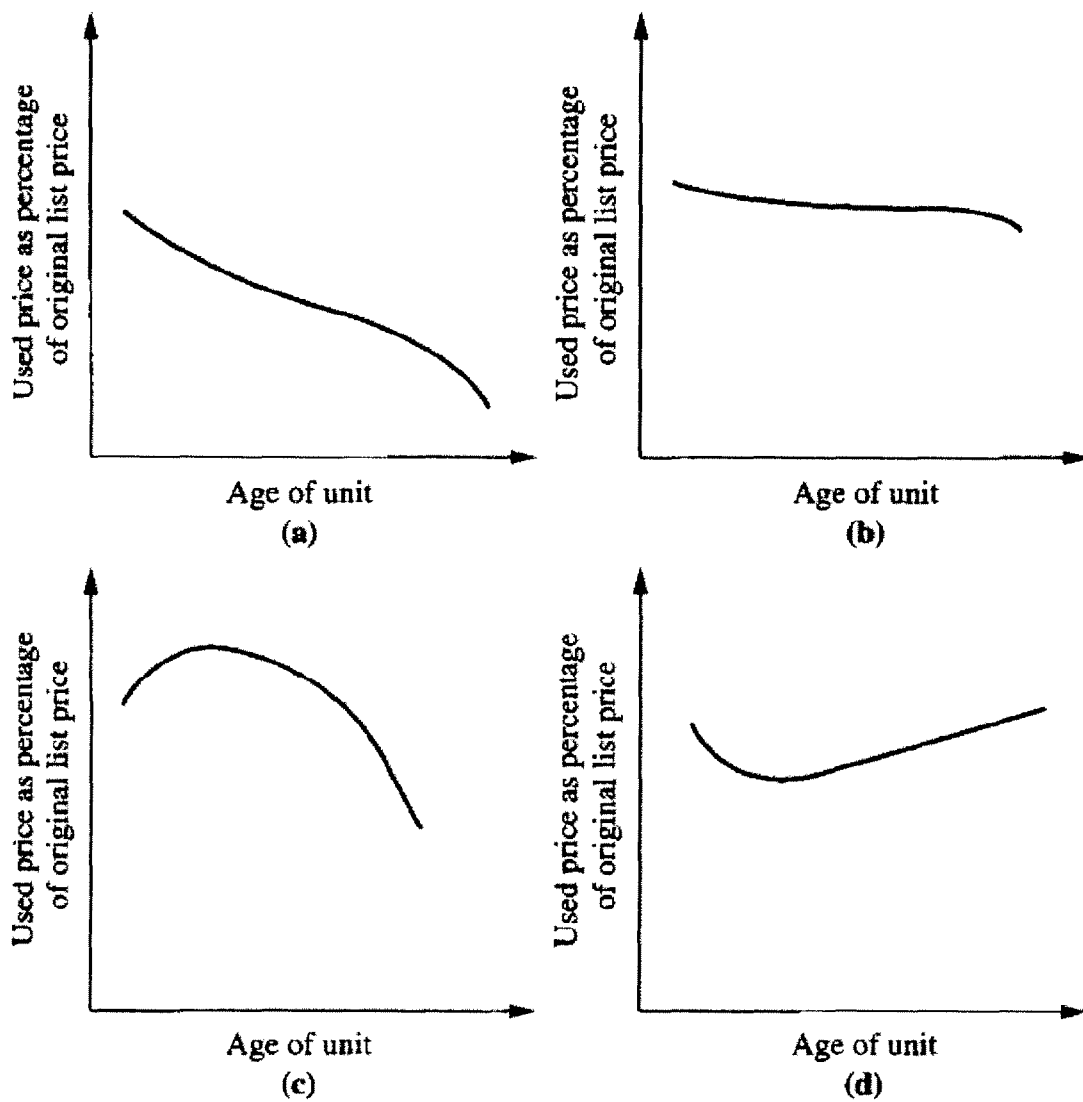 Used price as percentage
of original list price
Age of unit
(a)
Used price as percentage
of original list price
Age of unit
(b)
Used price as percentage
of original list price
Age of unit
(c)
Used price as percentage
of original list price
Age of unit
(d)